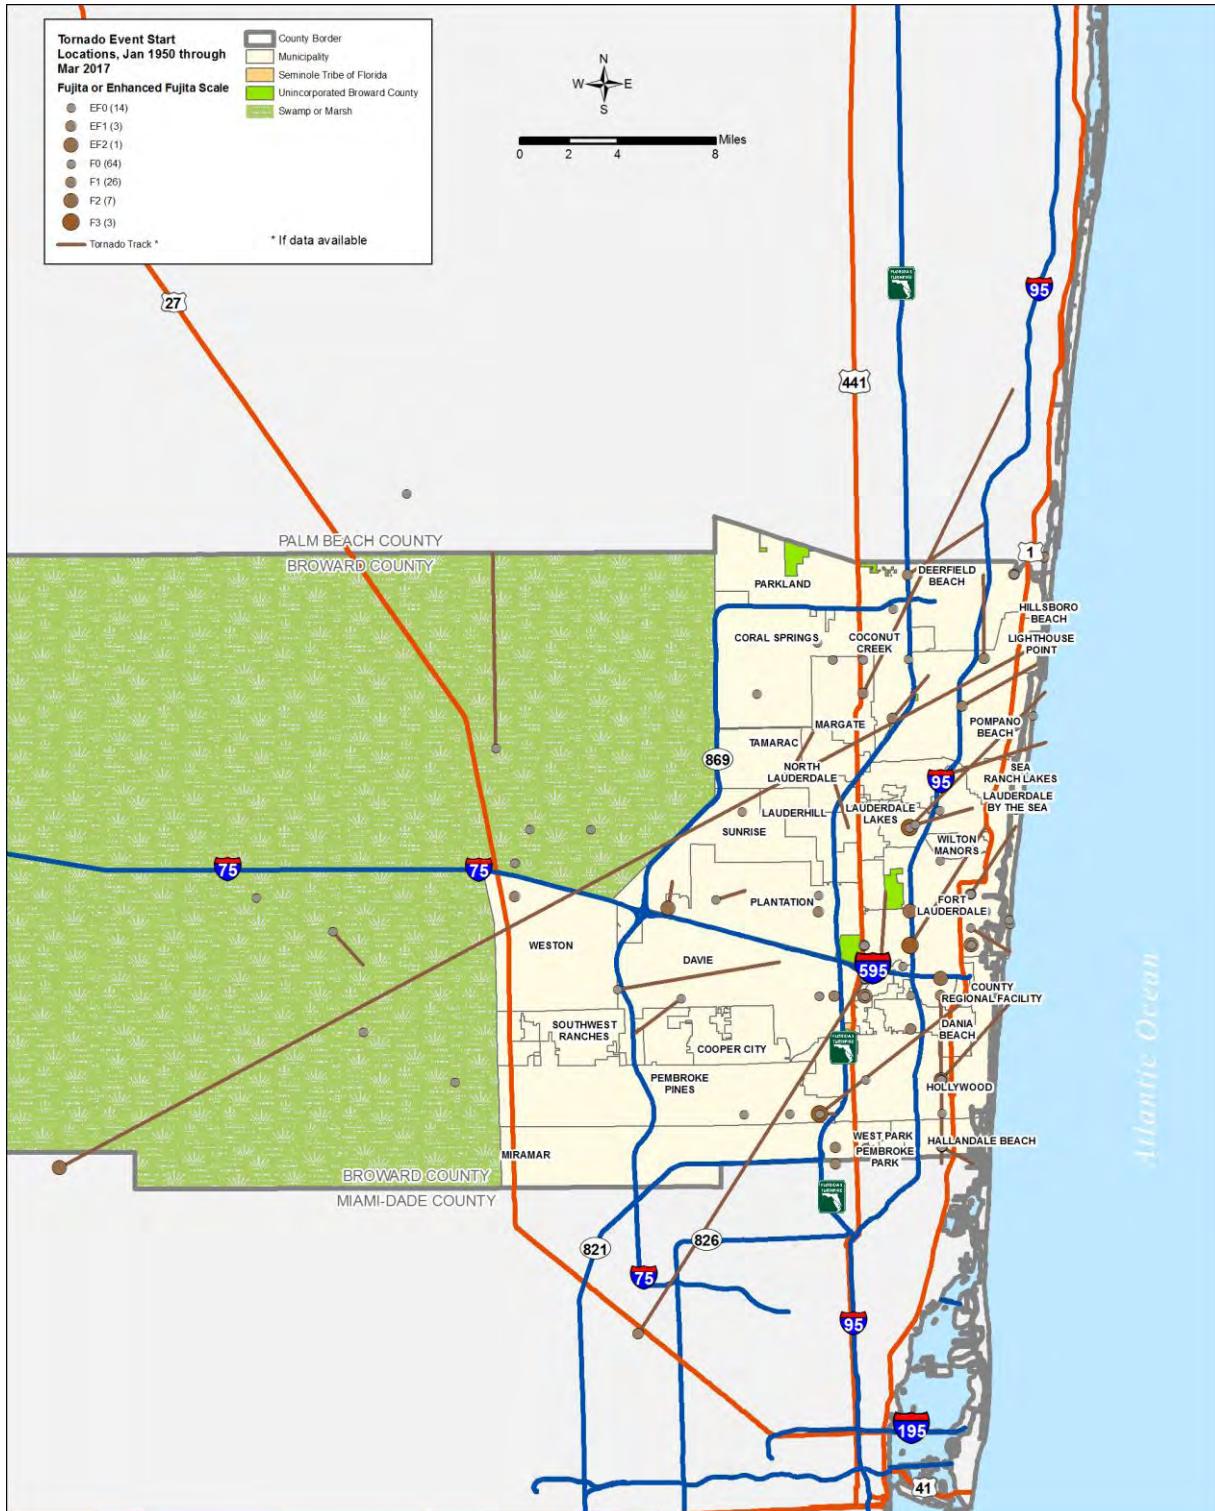 Tornado Event Start
Locations, Jan 1950 through
Mar 2017
Fujita or Enhanced Fujita Scale
EF0 (14)
EF1 (3)
EF2 (1)
F0 (64)
F1 (26)
F2 (7)
F3 (3)
Tornado Track *
County Border
Municipality
Seminole Tribe of Florida
Unincorporated Broward County
Swamp or Marsh
* If data available
N
W E
S
0 2 4 8 Miles
27
FLORIDA'S
TURNPIKE
95
441
PALM BEACH COUNTY
BROWARD COUNTY
1
PARKLAND
DEERFIELD
BEACH
HILLSBORO
BEACH
CORAL SPRINGS
COCONUT
CREEK
LIGHTHOUSE
POINT
MARGATE
POMPANO
BEACH
TAMARAC
869
NORTH
LAUDERDALE
95
SEA
RANCH LAKES
LAUDERDALE
BY THE SEA
LAUDERHILL
LAUDERDALE
LAKES
SUNRISE
WILTON
MANORS
75
75
PLANTATION
FORT
LAUDERDALE
WESTON
DAVIE
595
COUNTY
REGIONAL FACILITY
SOUTHWEST
RANCHES
DANIA
BEACH
COOPER CITY
FLORIDA'S
TURNPIKE
PEMBROKE
PINES
HOLLYWOOD
Atlantic Ocean
WEST PARK
HALLANDALE BEACH
PEMBROKE
PARK
MIRAMAR
BROWARD COUNTY
MIAMI-DADE COUNTY
FLORIDA'S
TURNPIKE
821
826
75
95
195
41